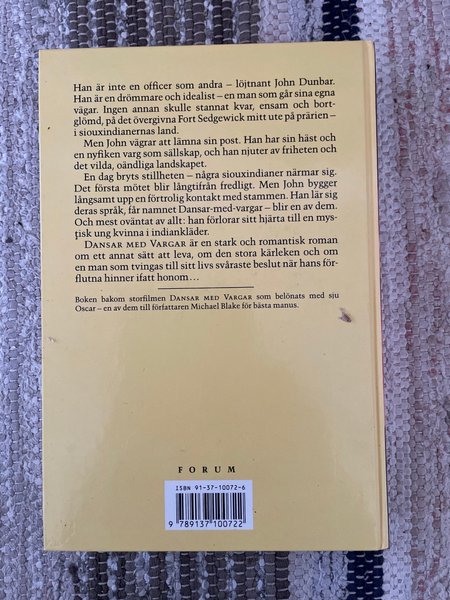 Han är inte en officer som andra – löjtnant John Dunbar.
Han är en drömmare och idealist – en man som går sina egna
vägar. Ingen annan skulle stannat kvar, ensam och bort-
glömd, på det övergivna Fort Sedgewick mitt ute på prärien –
i siouxindianernas land.
Men John vägrar att lämna sin post. Han har sin häst och
en nyfiken varg som sällskap, och han njuter av friheten och
det vilda, oändliga landskapet.
En dag bryts stillheten – några siouxindianer närmar sig.
Det första mötet blir långtifrån fredligt. Men John bygger
långsamt upp en förtrolig kontakt med stammen. Han lär sig
deras språk, får namnet Dansar-med-vargar – blir en av dem.
Och mest oväntat av allt: han förlorar sitt hjärta till en mys-
tisk ung kvinna i indiankläder.
DANSAR MED VARGAR är en stark och romantisk roman
om ett annat sätt att leva, om den stora kärleken och om
en man som tvingas till sitt livs svåraste beslut när hans för-
flutna hinner ifatt honom…
Boken bakom storfilmen DANSAR MED VARGAR som belönats med sju
Oscar – en av dem till författaren Michael Blake för bästa manus.
FORUM
ISBN 91-37-10072-6
9 789137 100722